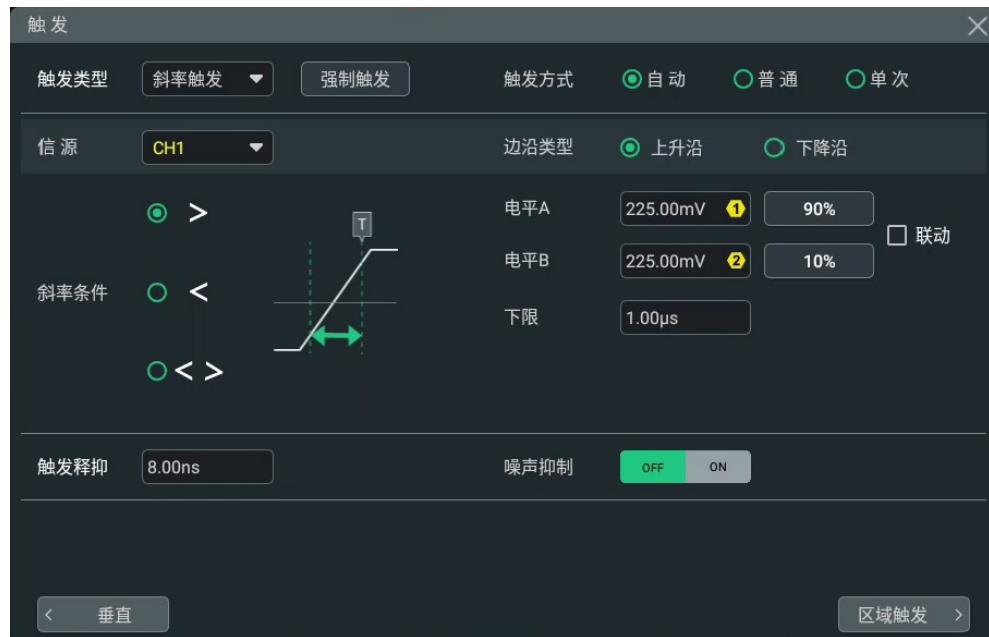 触发
触发类型 斜率触发 强制触发 触发方式 自动 普通 单次
信源 CH1 边沿类型 上升沿 下降沿
> T 电平A 225.00mV 1 90%
联动
电平B 225.00mV 2 10%
斜率条件 < 下限 1.00μs
< >
触发释抑 8.00ns 噪声抑制 OFF ON
< 垂直 区域触发 >